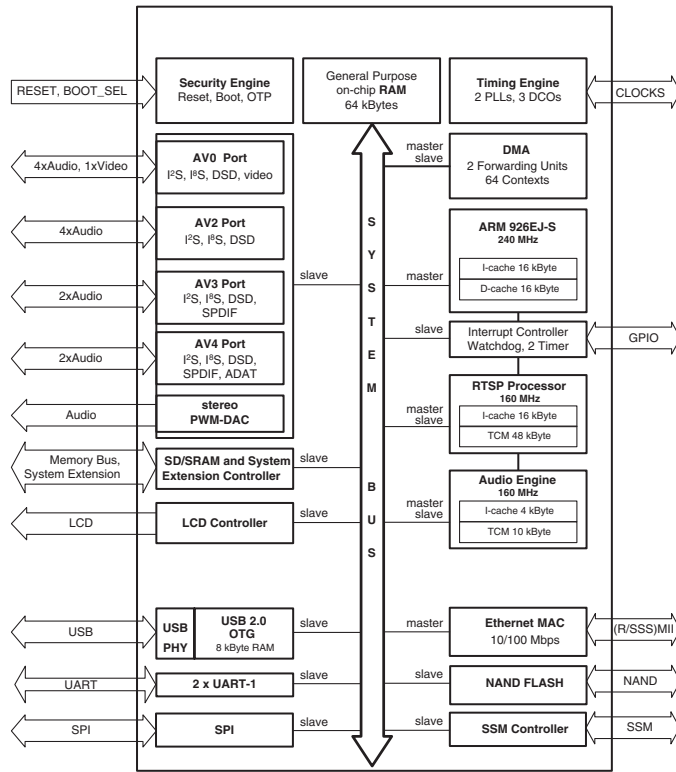 RESET, BOOT_SEL
Security Engine
Reset, Boot, OTP
General Purpose
on-chip RAM
64 kBytes
Timing Engine
2 PLLs, 3 DCOs
CLOCKS
4xAudio, 1xVideo
AV0 Port
I²S, I⁸S, DSD, video
master
slave
DMA
2 Forwarding Units
64 Contexts
4xAudio
AV2 Port
I²S, I⁸S, DSD
ARM 926EJ-S
240 MHz
I-cache 16 kByte
D-cache 16 kByte
master
2xAudio
AV3 Port
I²S, I⁸S, DSD,
SPDIF
slave
SYSTEM BUS
slave
Interrupt Controller
Watchdog, 2 Timer
GPIO
2xAudio
AV4 Port
I²S, I⁸S, DSD,
SPDIF, ADAT
RTSP Processor
160 MHz
I-cache 16 kByte
TCM 48 kByte
master
slave
Audio
stereo
PWM-DAC
Memory Bus,
System Extension
SD/SRAM and System
Extension Controller
slave
Audio Engine
160 MHz
I-cache 4 kByte
TCM 10 kByte
master
slave
LCD
LCD Controller
slave
USB
USB
PHY
USB 2.0
OTG
8 kByte RAM
slave
master
Ethernet MAC
10/100 Mbps
(R/SSS)MII
UART
2 x UART-1
slave
slave
NAND FLASH
NAND
SPI
SPI
slave
slave
SSM Controller
SSM